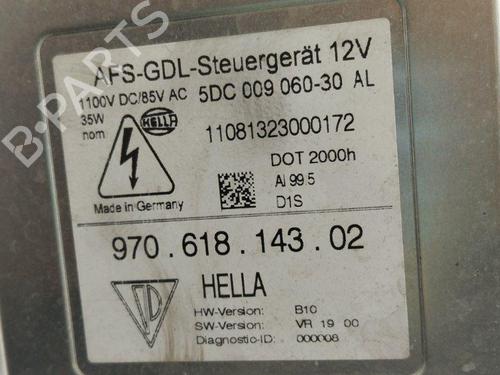 AFS-GDL-Steuergerät 12V
1100V DC/85V AC 5DC 009 060-30 AL
35W
nom
HELLA
11081323000172
DOT 2000h
Al 99.5
D1S
Made in Germany
970.618.143.02
HELLA
HW-Version: B10
SW-Version: VR 19 00
Diagnostic-ID: 000008
B-PARTS